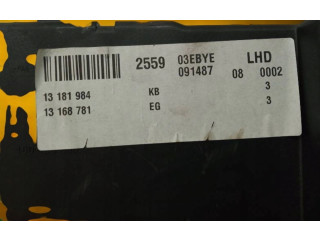 2559 03EBYE LHD
091487 08 0002
13 181 984 KB 3
13 168 781 EG 3